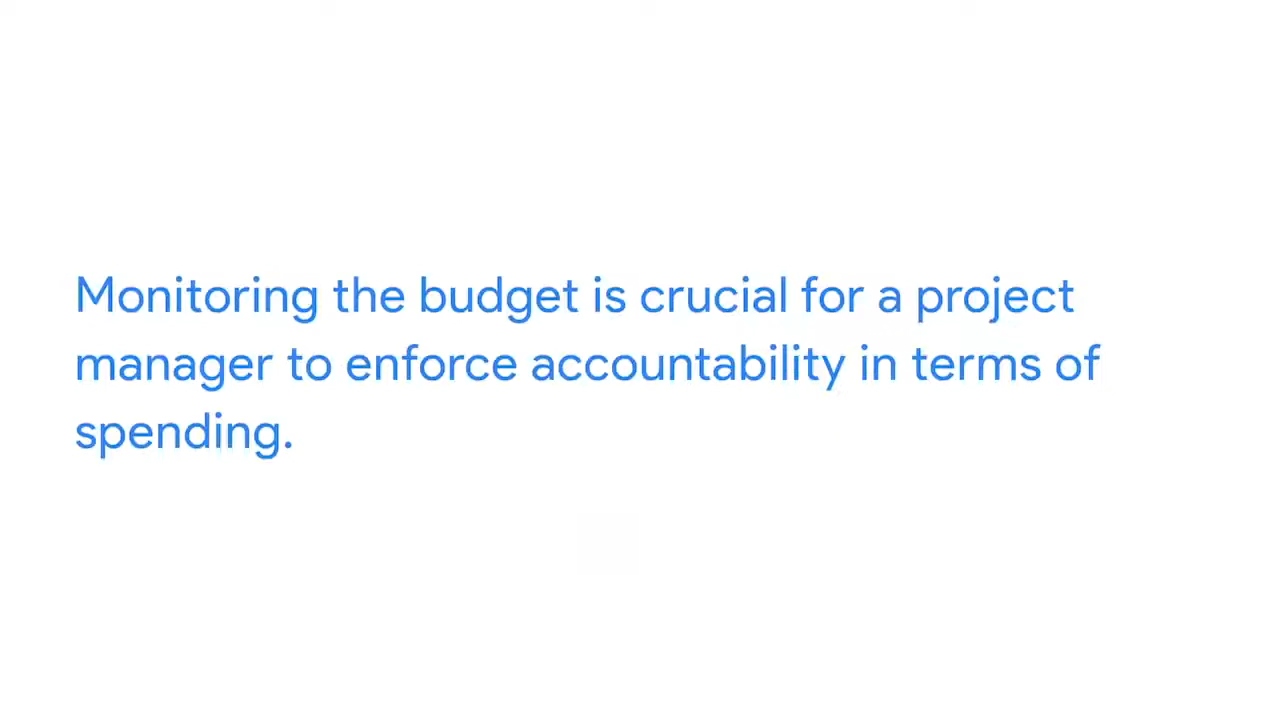 Monitoring the budget is crucial for a project
manager to enforce accountability in terms of
spending.